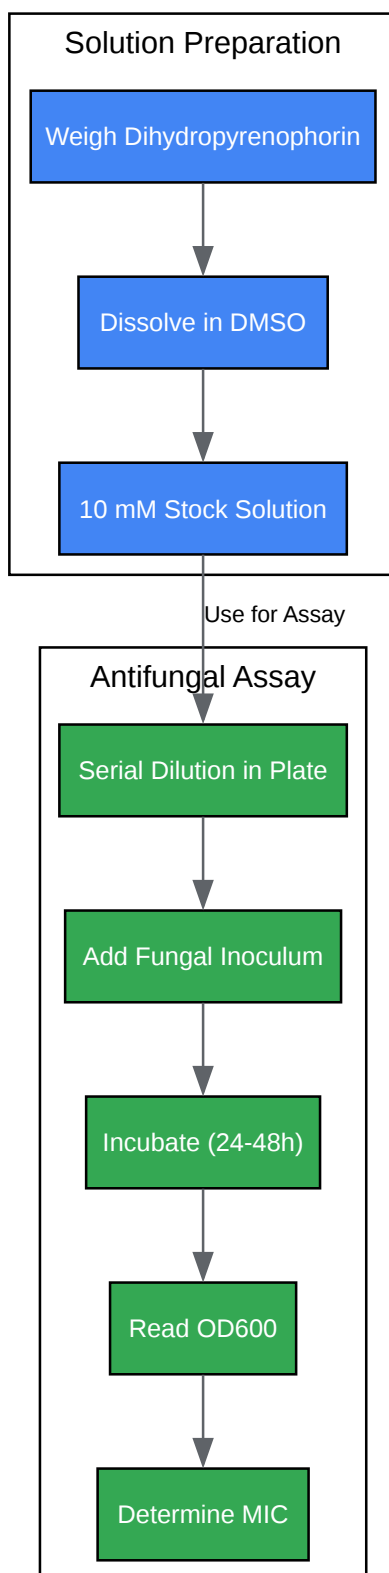 Solution Preparation
Weigh Dihydropyrenophorin
Dissolve in DMSO
10 mM Stock Solution
Use for Assay
Antifungal Assay
Serial Dilution in Plate
Add Fungal Inoculum
Incubate (24-48h)
Read OD600
Determine MIC